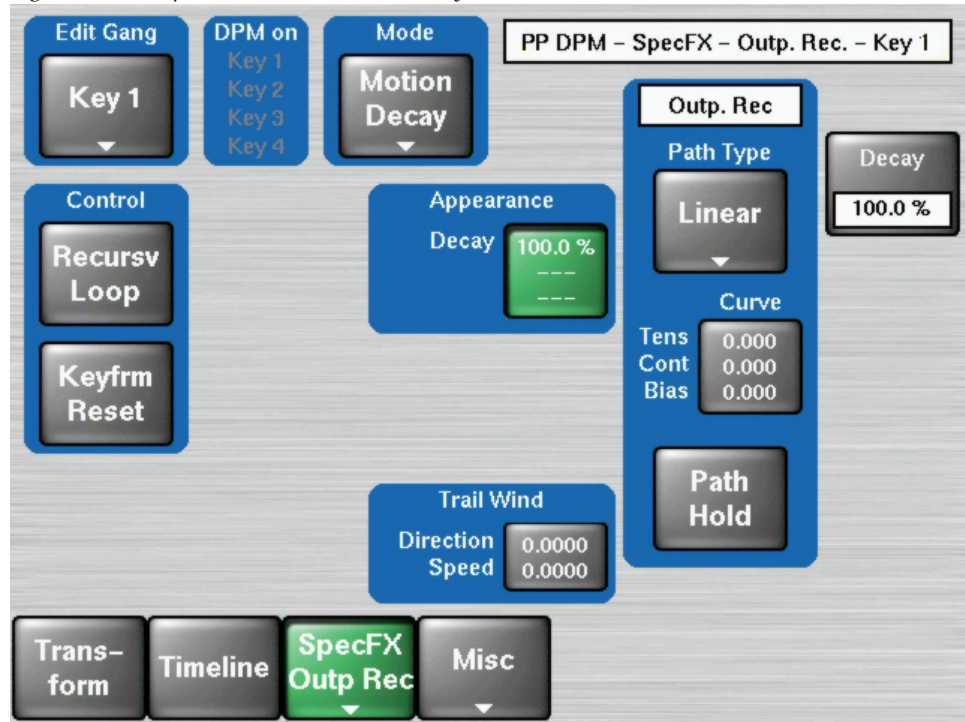 Edit Gang
Key 1
DPM on
Key 1
Key 2
Key 3
Key 4
Mode
Motion
Decay
PP DPM – SpecFX – Outp. Rec. – Key 1
Control
Recursv
Loop
Keyfrm
Reset
Appearance
Decay
100.0 %
---
---
Outp. Rec
Path Type
Linear
Curve
Tens 0.000
Cont 0.000
Bias 0.000
Path
Hold
Decay
100.0 %
Trail Wind
Direction 0.0000
Speed 0.0000
Trans–
form
Timeline
SpecFX
Outp Rec
Misc